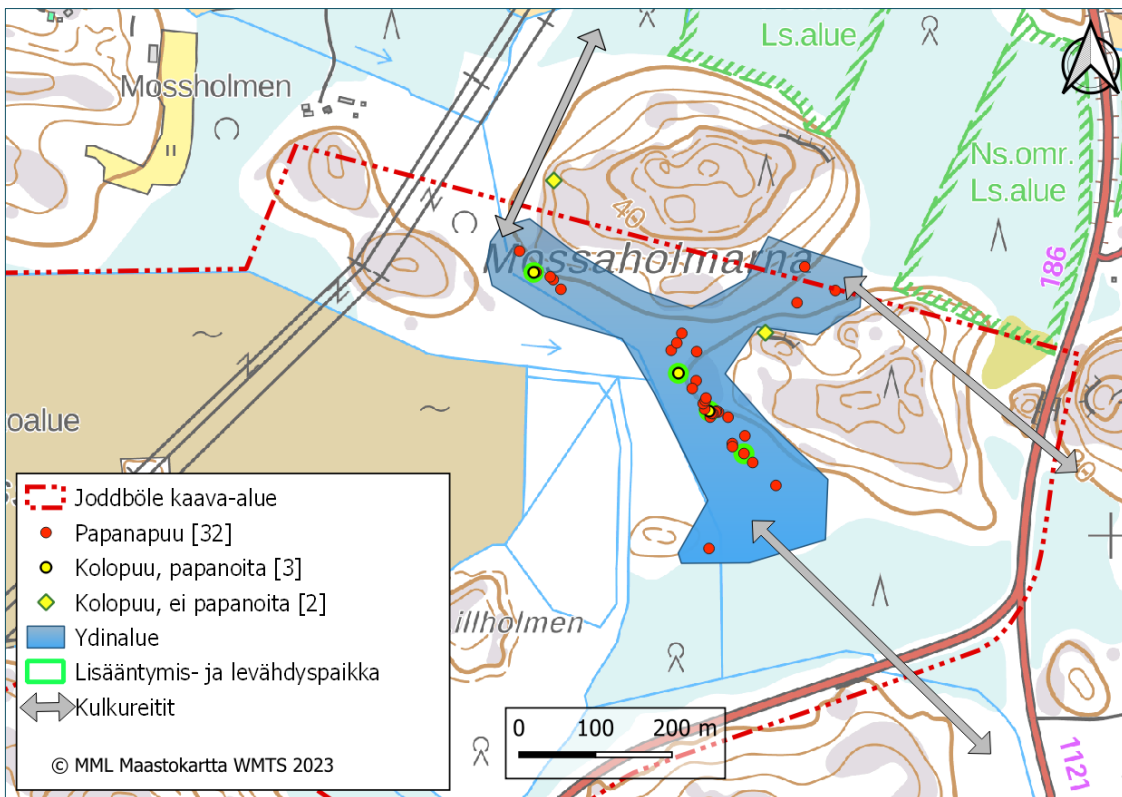 Ls.alue
Mossholmen
Ns.omr.
Ls.alue
40
Mossaholmarna
186
oalue
Joddböle kaava-alue
Papanapuu [32]
Kolopuu, papanoita [3]
Kolopuu, ei papanoita [2]
Ydinalue
Lisääntymis- ja levähdyspaikka
Kulkureitit
© MML Maastokartta WMTS 2023
illholmen
0 100 200 m
1121